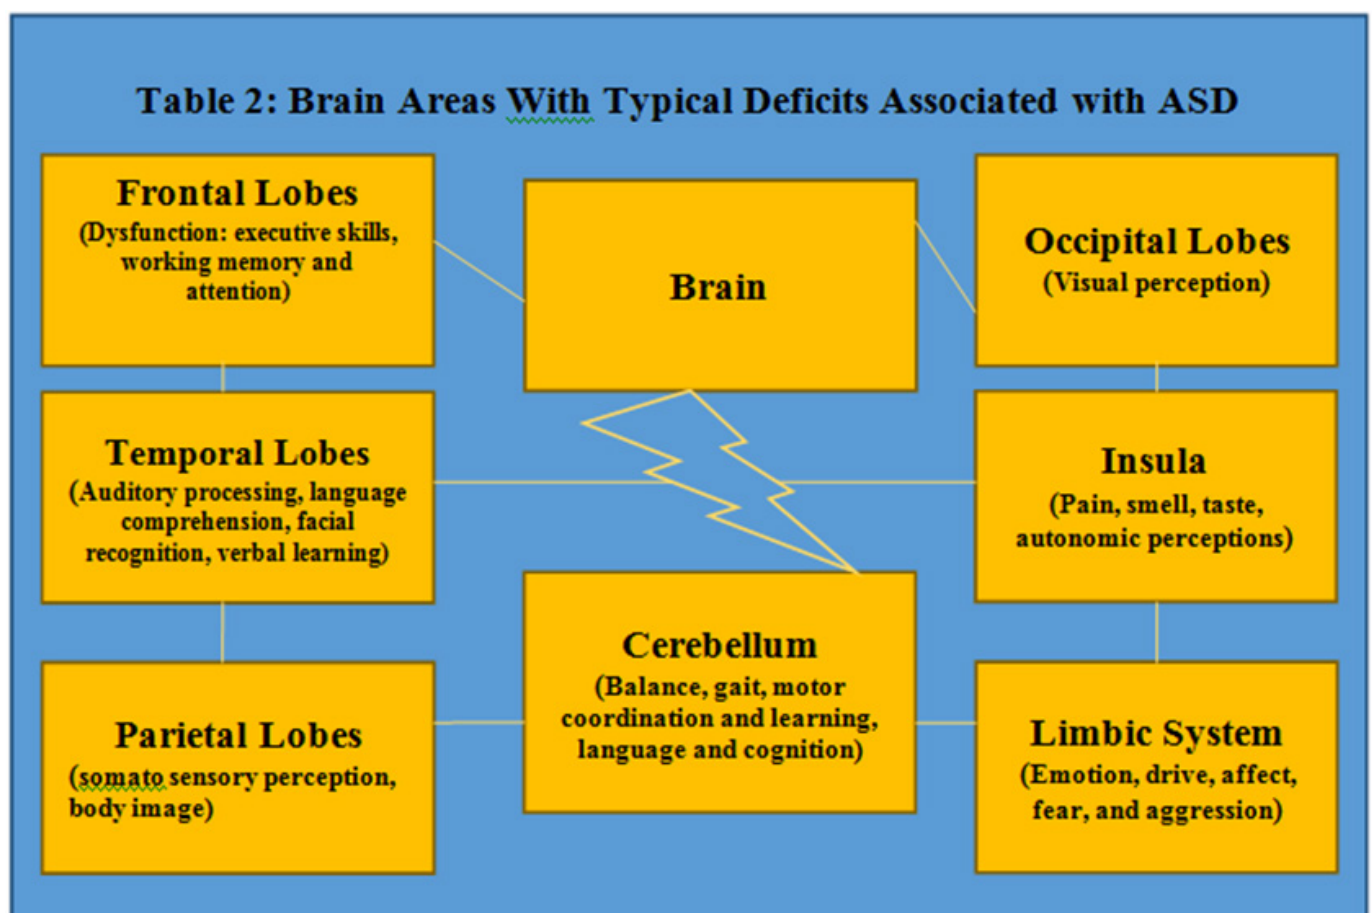 Table 2: Brain Areas With Typical Deficits Associated with ASD
Frontal Lobes
(Dysfunction: executive skills,
working memory and
attention)
Brain
Occipital Lobes
(Visual perception)
Temporal Lobes
(Auditory processing, language
comprehension, facial
recognition, verbal learning)
Insula
(Pain, smell, taste,
autonomic perceptions)
Parietal Lobes
(somato sensory perception,
body image)
Cerebellum
(Balance, gait, motor
coordination and learning,
language and cognition)
Limbic System
(Emotion, drive, affect,
fear, and aggression)